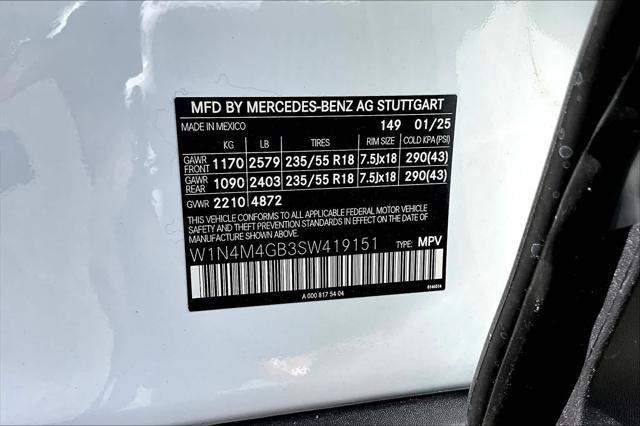 MFD BY MERCEDES-BENZ AG STUTTGART
MADE IN MEXICO 149 01/25
KG LB TIRES RIM SIZE COLD KPA (PSI)
GAWR FRONT 1170 2579 235/55 R18 7.5Jx18 290(43)
GAWR REAR 1090 2403 235/55 R18 7.5Jx18 290(43)
GVWR 2210 4872
THIS VEHICLE CONFORMS TO ALL APPLICABLE FEDERAL MOTOR VEHICLE
SAFETY, BUMPER, AND THEFT PREVENTION STANDARDS IN EFFECT ON THE
DATE OF MANUFACTURE SHOWN ABOVE.
W1N4M4GB3SW419151 TYPE: MPV
A 000 817 54 04